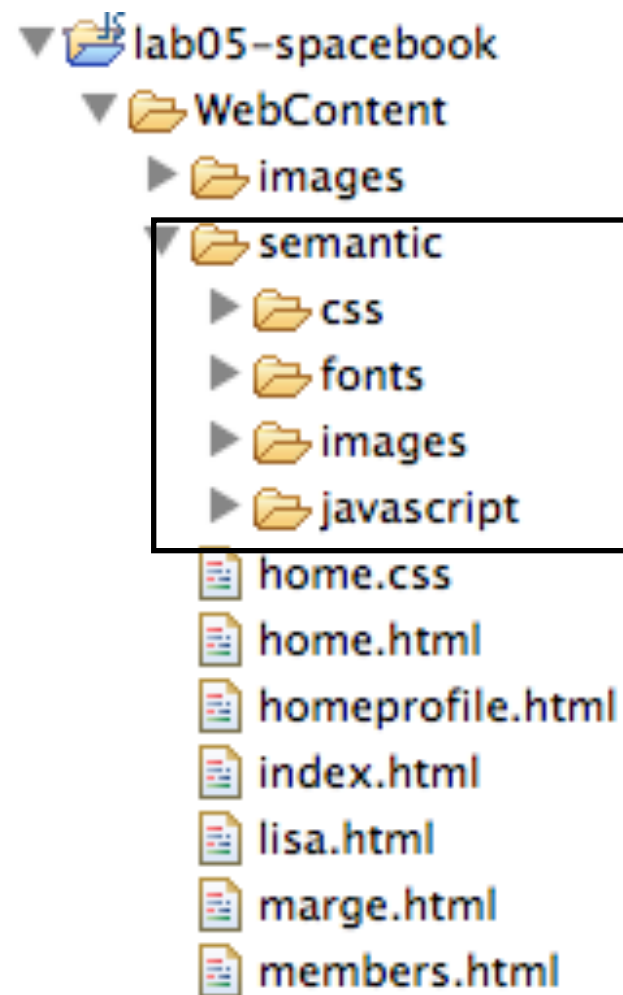 lab05-spacebook
WebContent
images
semantic
css
fonts
images
javascript
home.css
home.html
homeprofile.html
index.html
lisa.html
marge.html
members.html